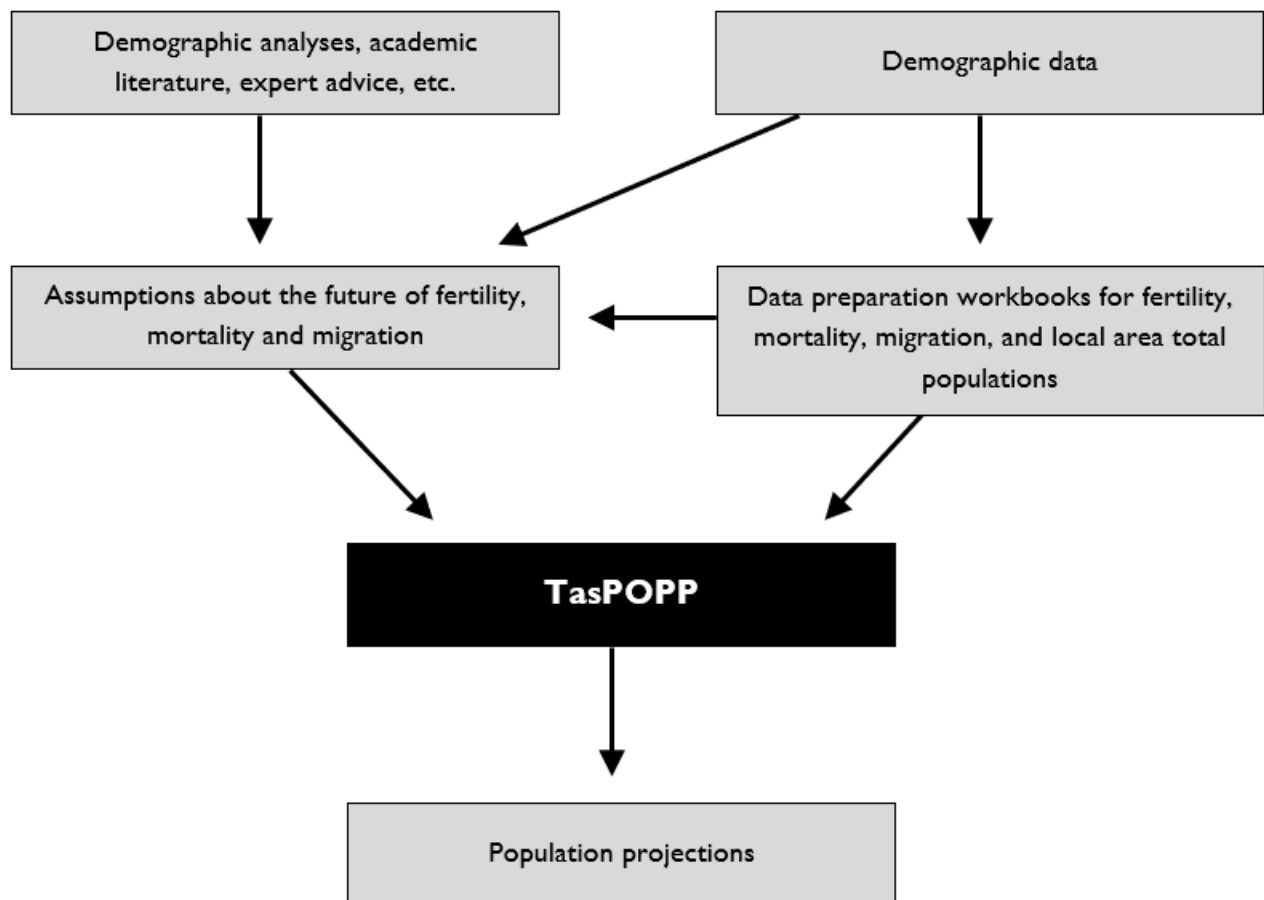 Demographic analyses, academic
literature, expert advice, etc.
Demographic data
Assumptions about the future of fertility,
mortality and migration
Data preparation workbooks for fertility,
mortality, migration, and local area total
populations
TasPOPP
Population projections